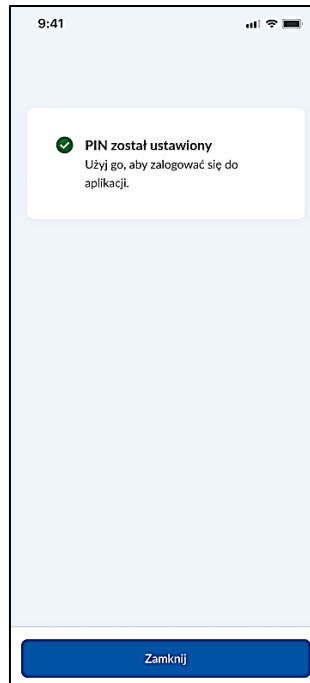 9:41
PIN został ustawiony
Użyj go, aby zalogować się do
aplikacji.
Zamknij